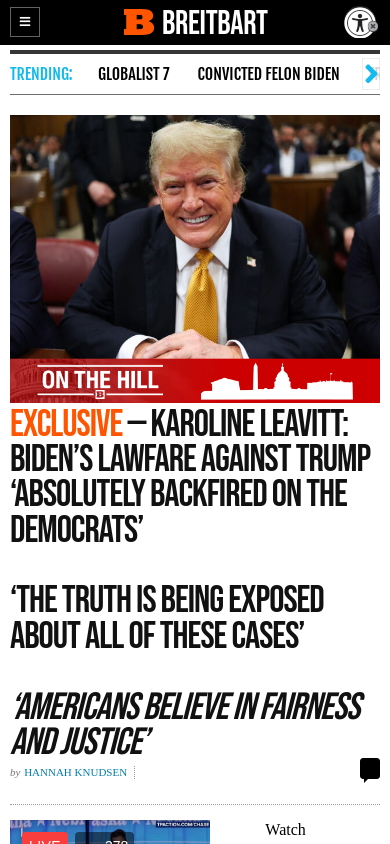 BREITBART
TRENDING:
GLOBALIST 7
CONVICTED FELON BIDEN
ON THE HILL
EXCLUSIVE — KAROLINE LEAVITT:
BIDEN’S LAWFARE AGAINST TRUMP
‘ABSOLUTELY BACKFIRED ON THE
DEMOCRATS’
‘THE TRUTH IS BEING EXPOSED
ABOUT ALL OF THESE CASES’
‘AMERICANS BELIEVE IN FAIRNESS
AND JUSTICE’
by HANNAH KNUDSEN
Watch